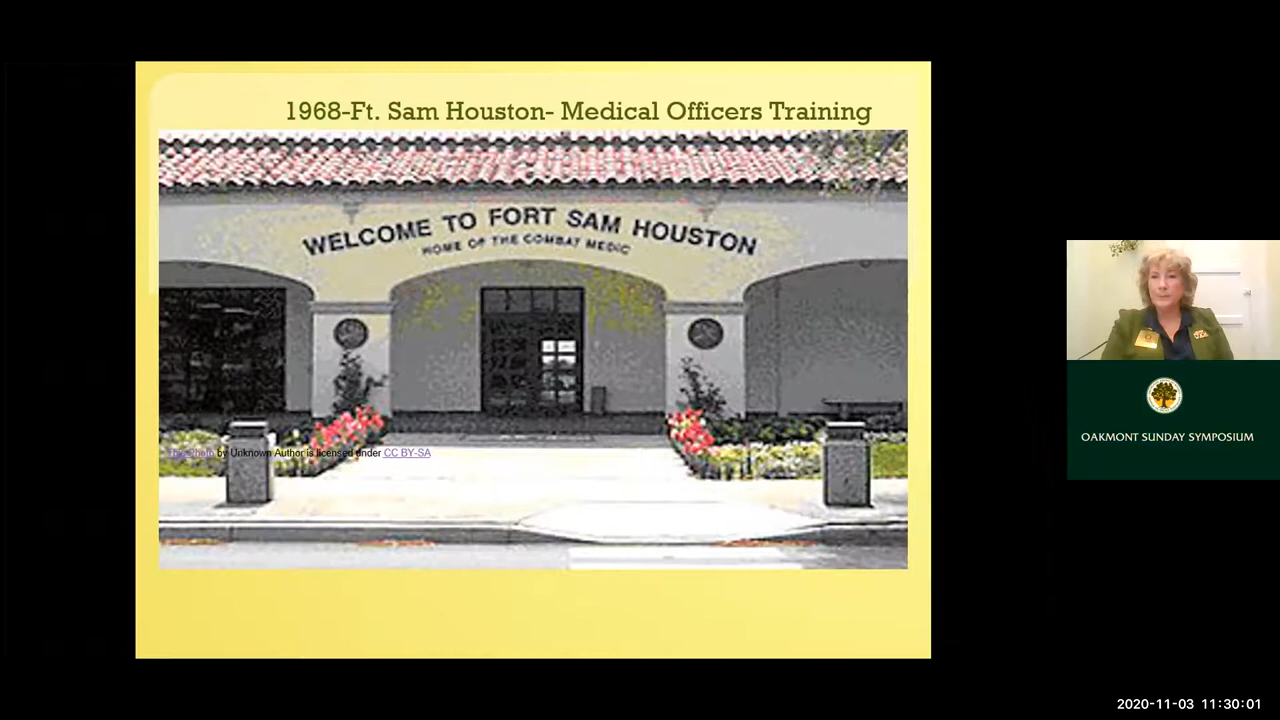 1968-Ft. Sam Houston- Medical Officers Training
WELCOME TO FORT SAM HOUSTON
HOME OF THE COMBAT MEDIC
This Photo by Unknown Author is licensed under CC BY-SA
OAKMONT SUNDAY SYMPOSIUM
2020-11-03 11:30:01